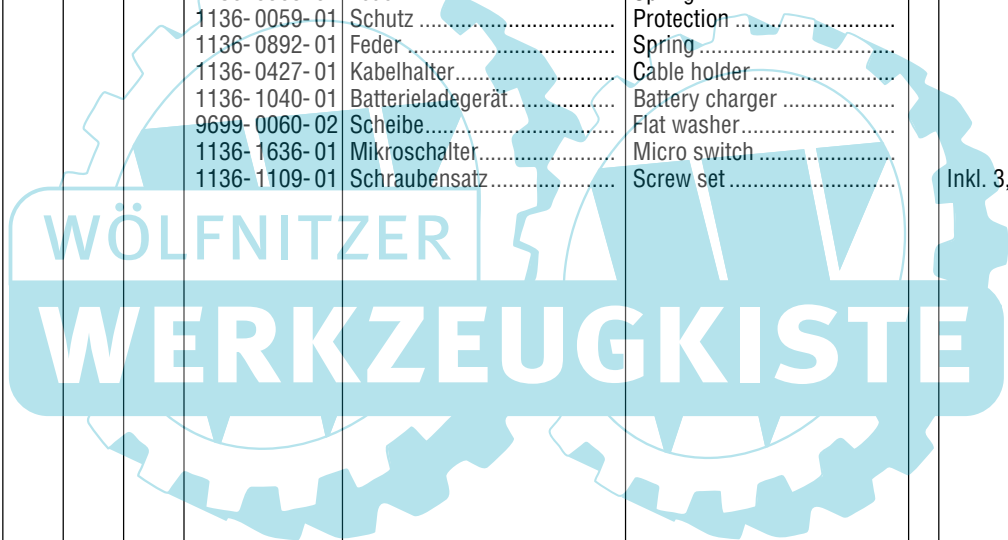 1136-0059-01 Schutz ................................. Protection ...........................
1136-0892-01 Feder ................................... Spring .................................
1136-0427-01 Kabelhalter........................... Cable holder.........................
1136-1040-01 Batterieladegerät.................. Battery charger ...................
9699-0060-02 Scheibe................................ Flat washer..........................
1136-1636-01 Mikroschalter....................... Micro switch .......................
1136-1109-01 Schraubensatz..................... Screw set ............................ Inkl. 3,
WÖLFNITZER
WERKZEUGKISTE